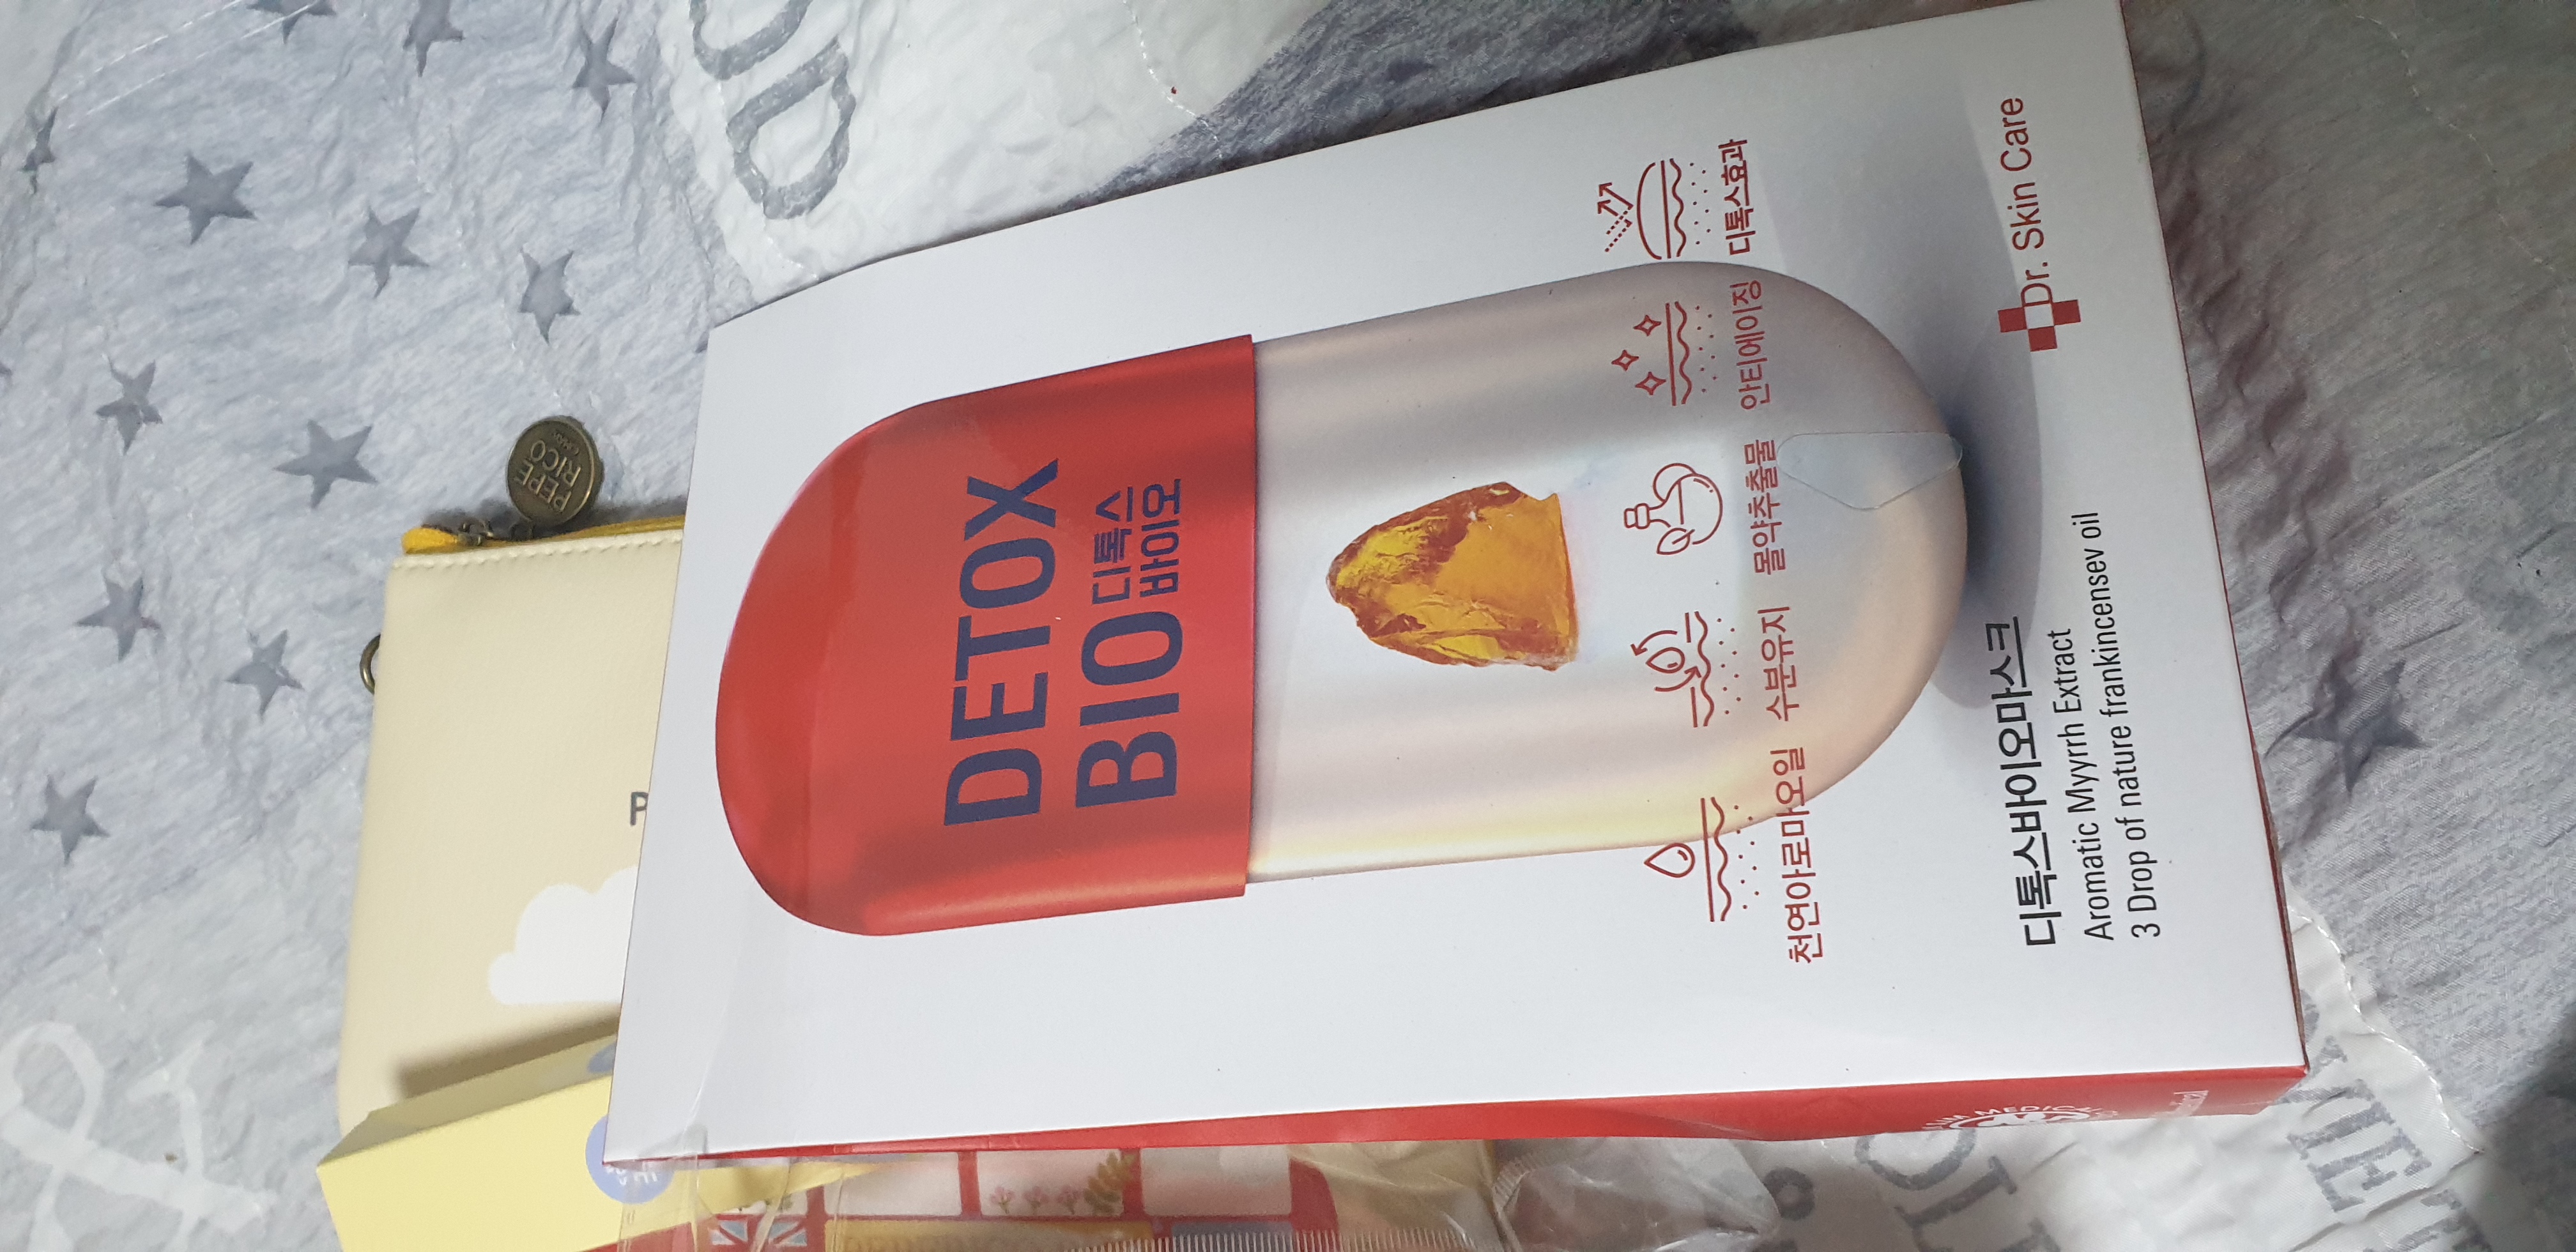 DETOX
BIO 디톡스
바이오
천연아로마오일 수분유지 몰약추출물 안티에이징 디톡스효과
디톡스바이오마스크
Aromatic Myyrrh Extract
3 Drop of nature frankincensev oil
Dr. Skin Care
PEPE
RICO